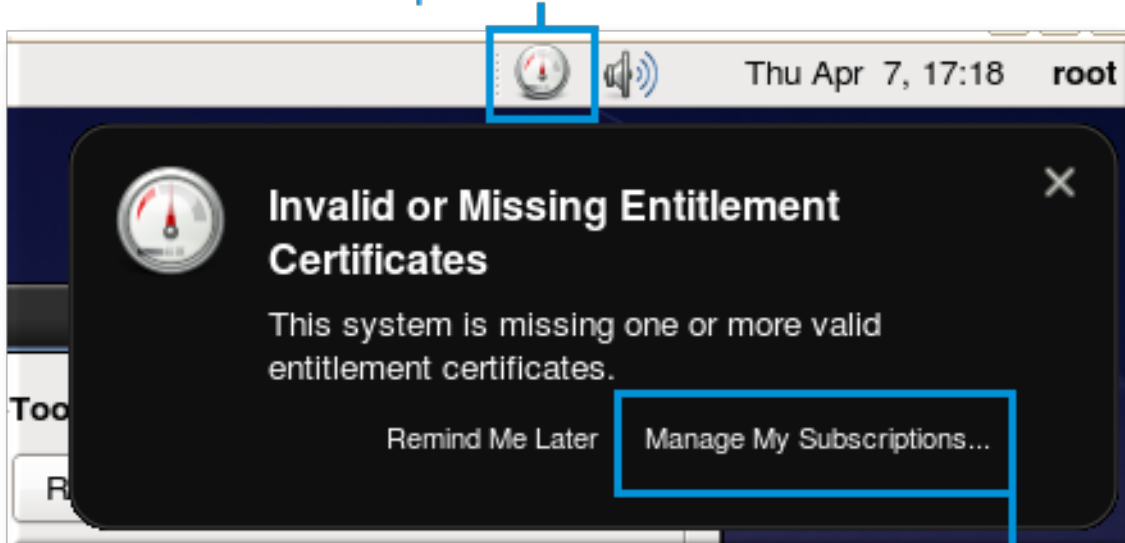 Thu Apr 7, 17:18 root
Invalid or Missing Entitlement
Certificates
This system is missing one or more valid
entitlement certificates.
Too
Remind Me Later Manage My Subscriptions...
R